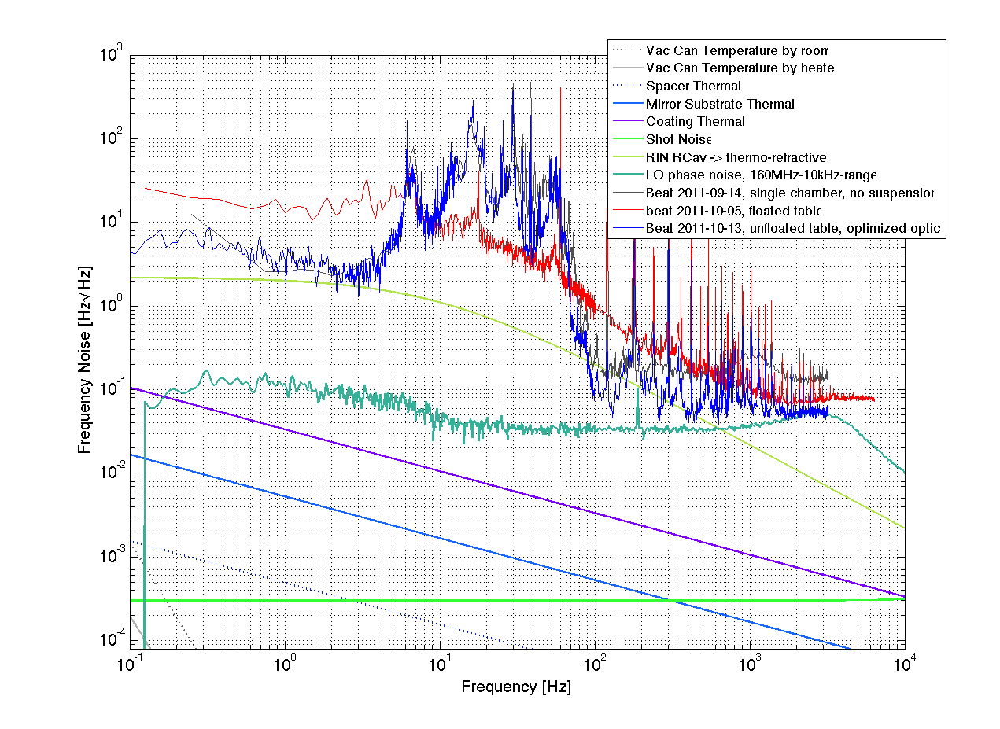 10^3
10^2
10^1
10^0
10^-1
10^-2
10^-3
10^-4
Frequency Noise [Hz√Hz]
Vac Can Temperature by room
Vac Can Temperature by heate
Spacer Thermal
Mirror Substrate Thermal
Coating Thermal
Shot Noise
RIN RCav -> thermo-refractive
LO phase noise, 160MHz-10kHz-range
Beat 2011-09-14, single chamber, no suspension
beat 2011-10-05, floated table
Beat 2011-10-13, unfloated table, optimized optic
10^-1 10^0 10^1 10^2 10^3 10^4
Frequency [Hz]